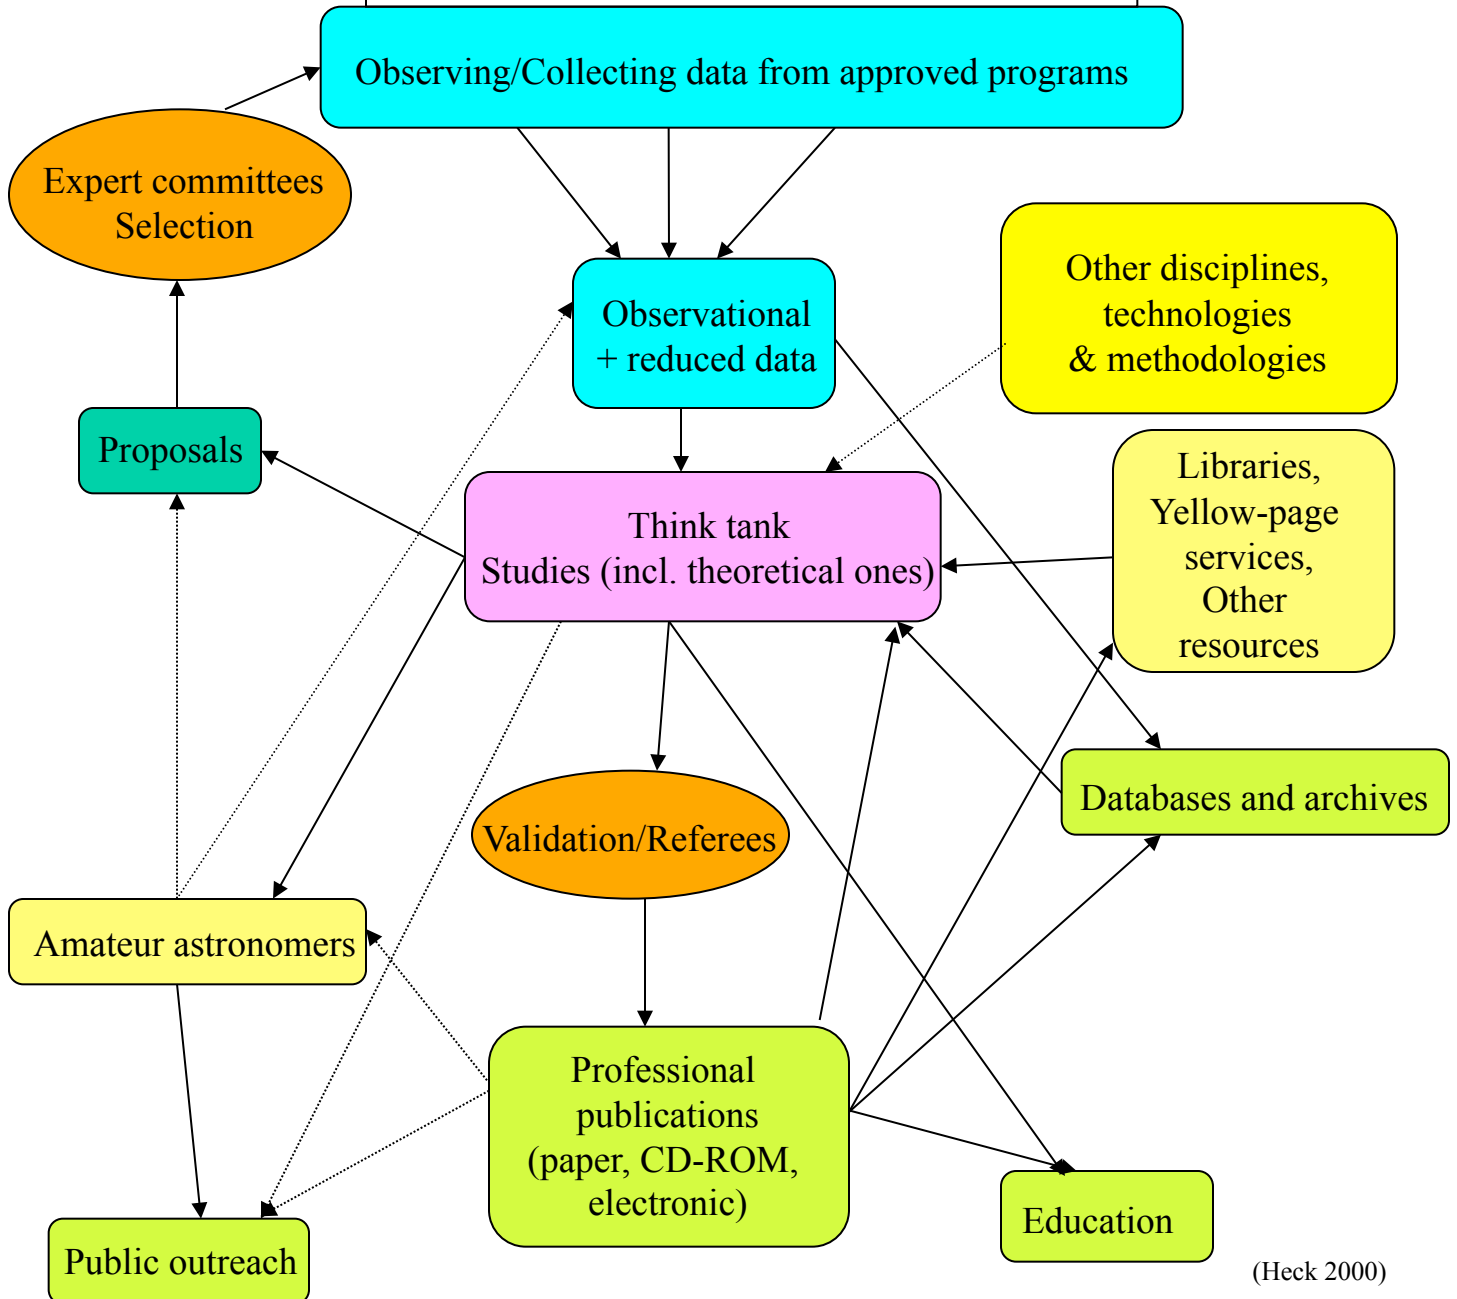 Observing/Collecting data from approved programs
Expert committees
Selection
Observational
+ reduced data
Other disciplines,
technologies
& methodologies
Proposals
Libraries,
Yellow-page
services,
Other
resources
Think tank
Studies (incl. theoretical ones)
Databases and archives
Validation/Referees
Amateur astronomers
Professional
publications
(paper, CD-ROM,
electronic)
Education
Public outreach
(Heck 2000)